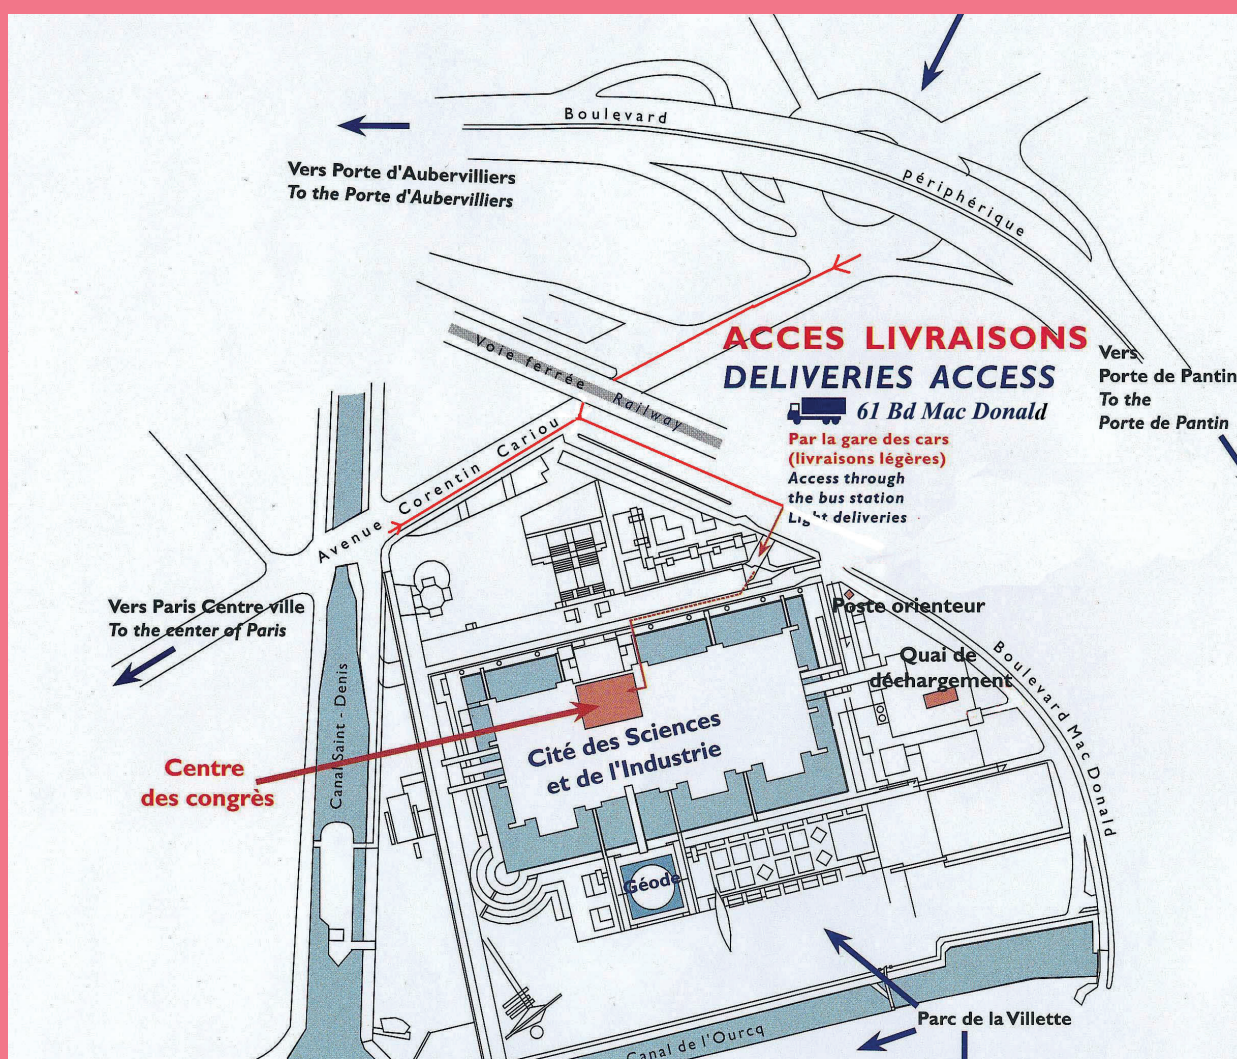 Boulevard
périphérique
Vers Porte d'Aubervilliers
To the Porte d'Aubervilliers
ACCES LIVRAISONS
DELIVERIES ACCESS
61 Bd Mac Donald
Par la gare des cars
(livraisons légères)
Access through
the bus station
Light deliveries
Vers
Porte de Pantin
To the
Porte de Pantin
Voie ferrée Railway
Avenue Corentin Cariou
Vers Paris Centre ville
To the center of Paris
Poste orienteur
Quai de
déchargement
Boulevard Mac Donald
Canal Saint - Denis
Centre
des congrès
Cité des Sciences
et de l'Industrie
Géode
Parc de la Villette
Canal de l'Ourcq